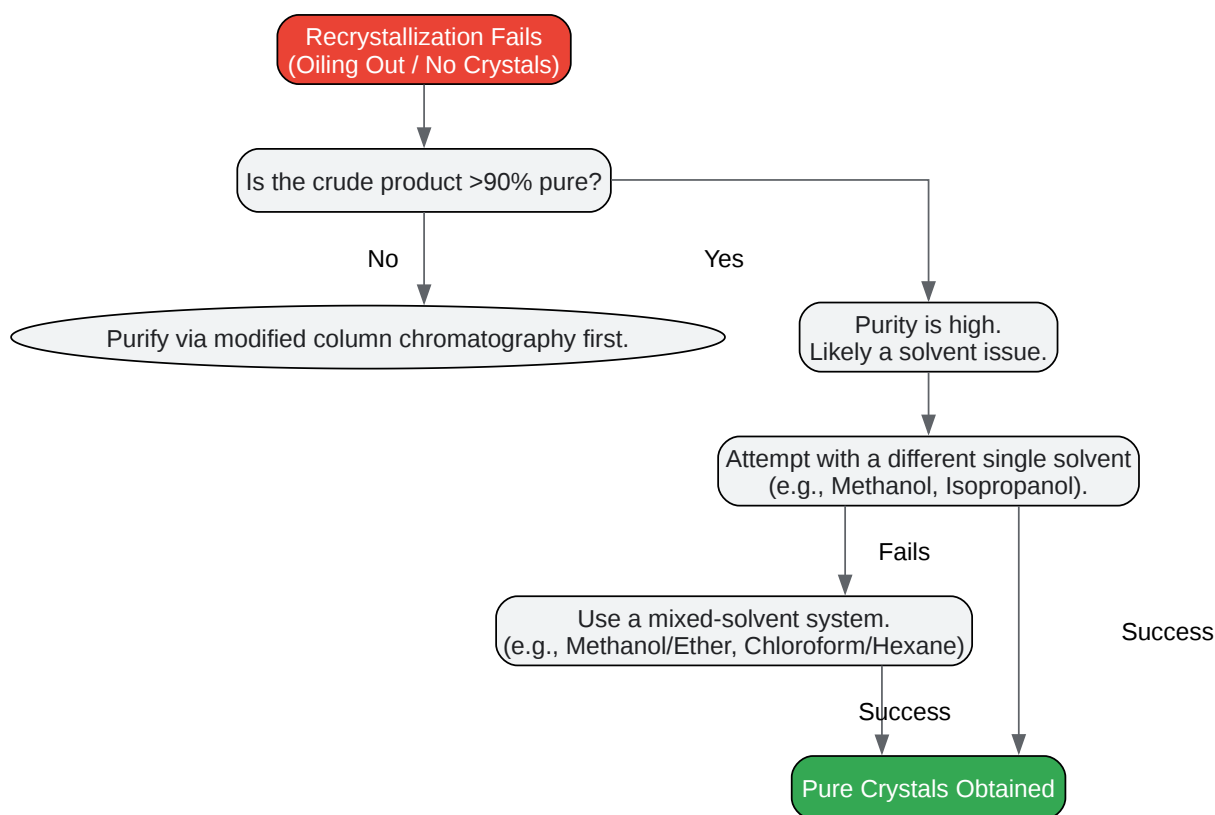 Recrystallization Fails
(Oiling Out / No Crystals)
Is the crude product >90% pure?
No
Yes
Purify via modified column chromatography first.
Purity is high.
Likely a solvent issue.
Attempt with a different single solvent
(e.g., Methanol, Isopropanol).
Fails
Use a mixed-solvent system.
(e.g., Methanol/Ether, Chloroform/Hexane)
Success
Success
Pure Crystals Obtained